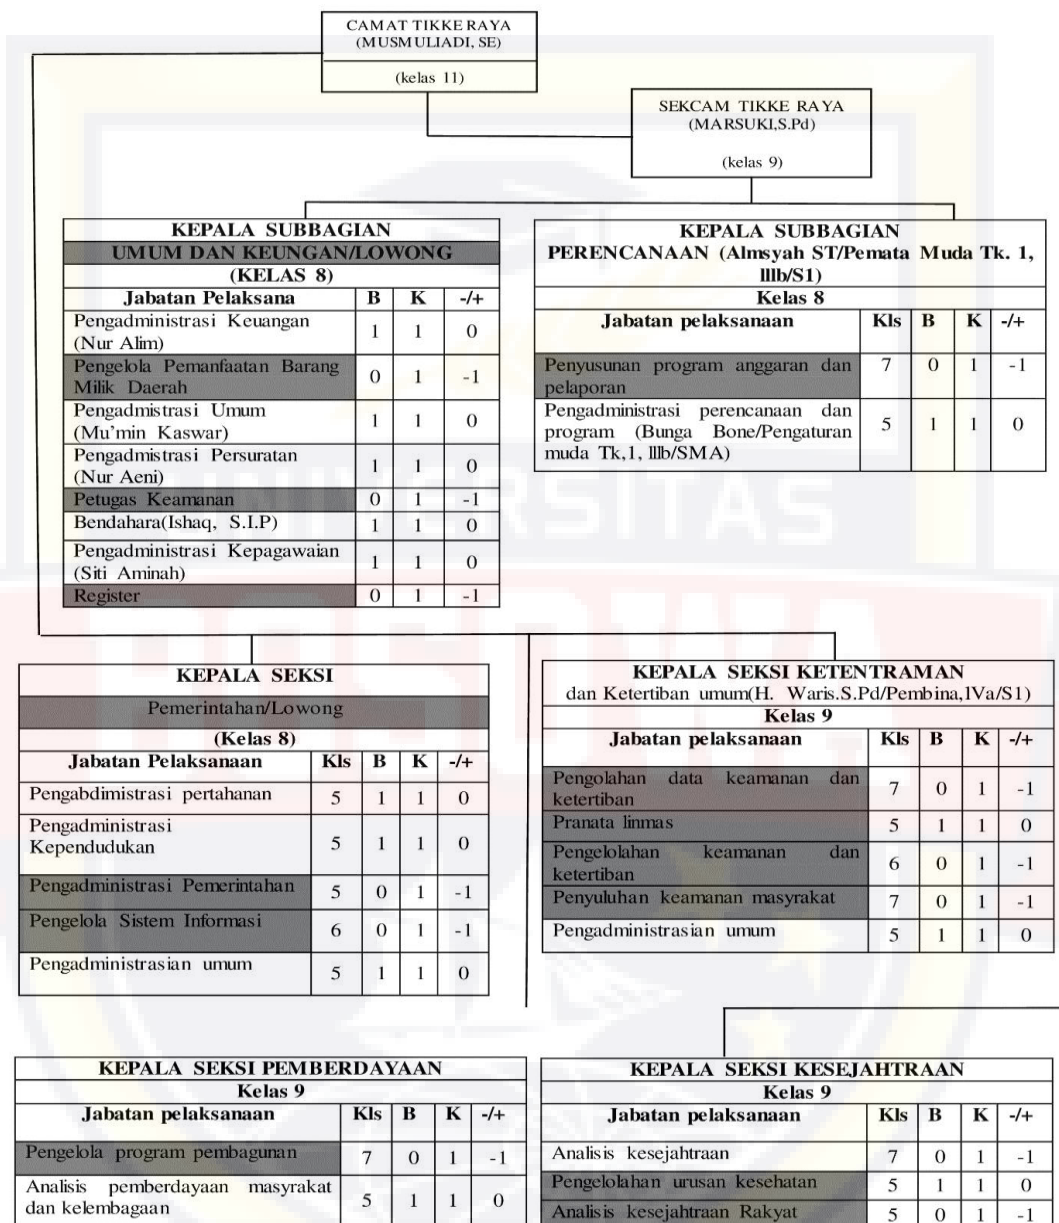 CAMAT TIKKE RAYA
(MUSMULIADI, SE)
(kelas 11)
SEKCAM TIKKE RAYA
(MARSUKI,S.Pd)
(kelas 9)
KEPALA SUBBAGIAN
UMUM DAN KEUNGAN/LOWONG
(KELAS 8)
Jabatan Pelaksana B K -/+
Pengadministrasi Keuangan
(Nur Alim) 1 1 0
Pengelola Pemanfaatan Barang
Milik Daerah 0 1 -1
Pengadmistrasi Umum
(Mu'min Kaswar) 1 1 0
Pengadmistrasi Persuratan
(Nur Aeni) 1 1 0
Petugas Keamanan 0 1 -1
Bendahara(Ishaq, S.I.P) 1 1 0
Pengadministrasi Kepagawaian
(Siti Aminah) 1 1 0
Register 0 1 -1
KEPALA SUBBAGIAN
PERENCANAAN (Almsyah ST/Pemata Muda Tk. 1,
lllb/S1)
Kelas 8
Jabatan pelaksanaan Kls B K -/+
Penyusunan program anggaran dan
pelaporan 7 0 1 -1
Pengadministrasi perencanaan dan
program (Bunga Bone/Pengaturan
muda Tk,1, lllb/SMA) 5 1 1 0
UNIVERSITAS
BOSOWA
KEPALA SEKSI
Pemerintahan/Lowong
(Kelas 8)
Jabatan Pelaksanaan Kls B K -/+
Pengabdimistrasi pertahanan 5 1 1 0
Pengadministrasi
Kependudukan 5 1 1 0
Pengadministrasi Pemerintahan 5 0 1 -1
Pengelola Sistem Informasi 6 0 1 -1
Pengadministrasian umum 5 1 1 0
KEPALA SEKSI KETENTRAMAN
dan Ketertiban umum(H. Waris.S.Pd/Pembina,1Va/S1)
Kelas 9
Jabatan pelaksanaan Kls B K -/+
Pengolahan data keamanan dan
ketertiban 7 0 1 -1
Pranata linmas 5 1 1 0
Pengelolahan keamanan dan
ketertiban 6 0 1 -1
Penyuluhan keamanan masyrakat 7 0 1 -1
Pengadministrasian umum 5 1 1 0
KEPALA SEKSI PEMBERDAYAAN
Kelas 9
Jabatan pelaksanaan Kls B K -/+
Pengelola program pembagunan 7 0 1 -1
Analisis pemberdayaan masyrakat
dan kelembagaan 5 1 1 0
KEPALA SEKSI KESEJAHTRAAN
Kelas 9
Jabatan pelaksanaan Kls B K -/+
Analisis kesejahtraan 7 0 1 -1
Pengelolahan urusan kesehatan 5 1 1 0
Analisis kesejahtraan Rakyat 5 0 1 -1